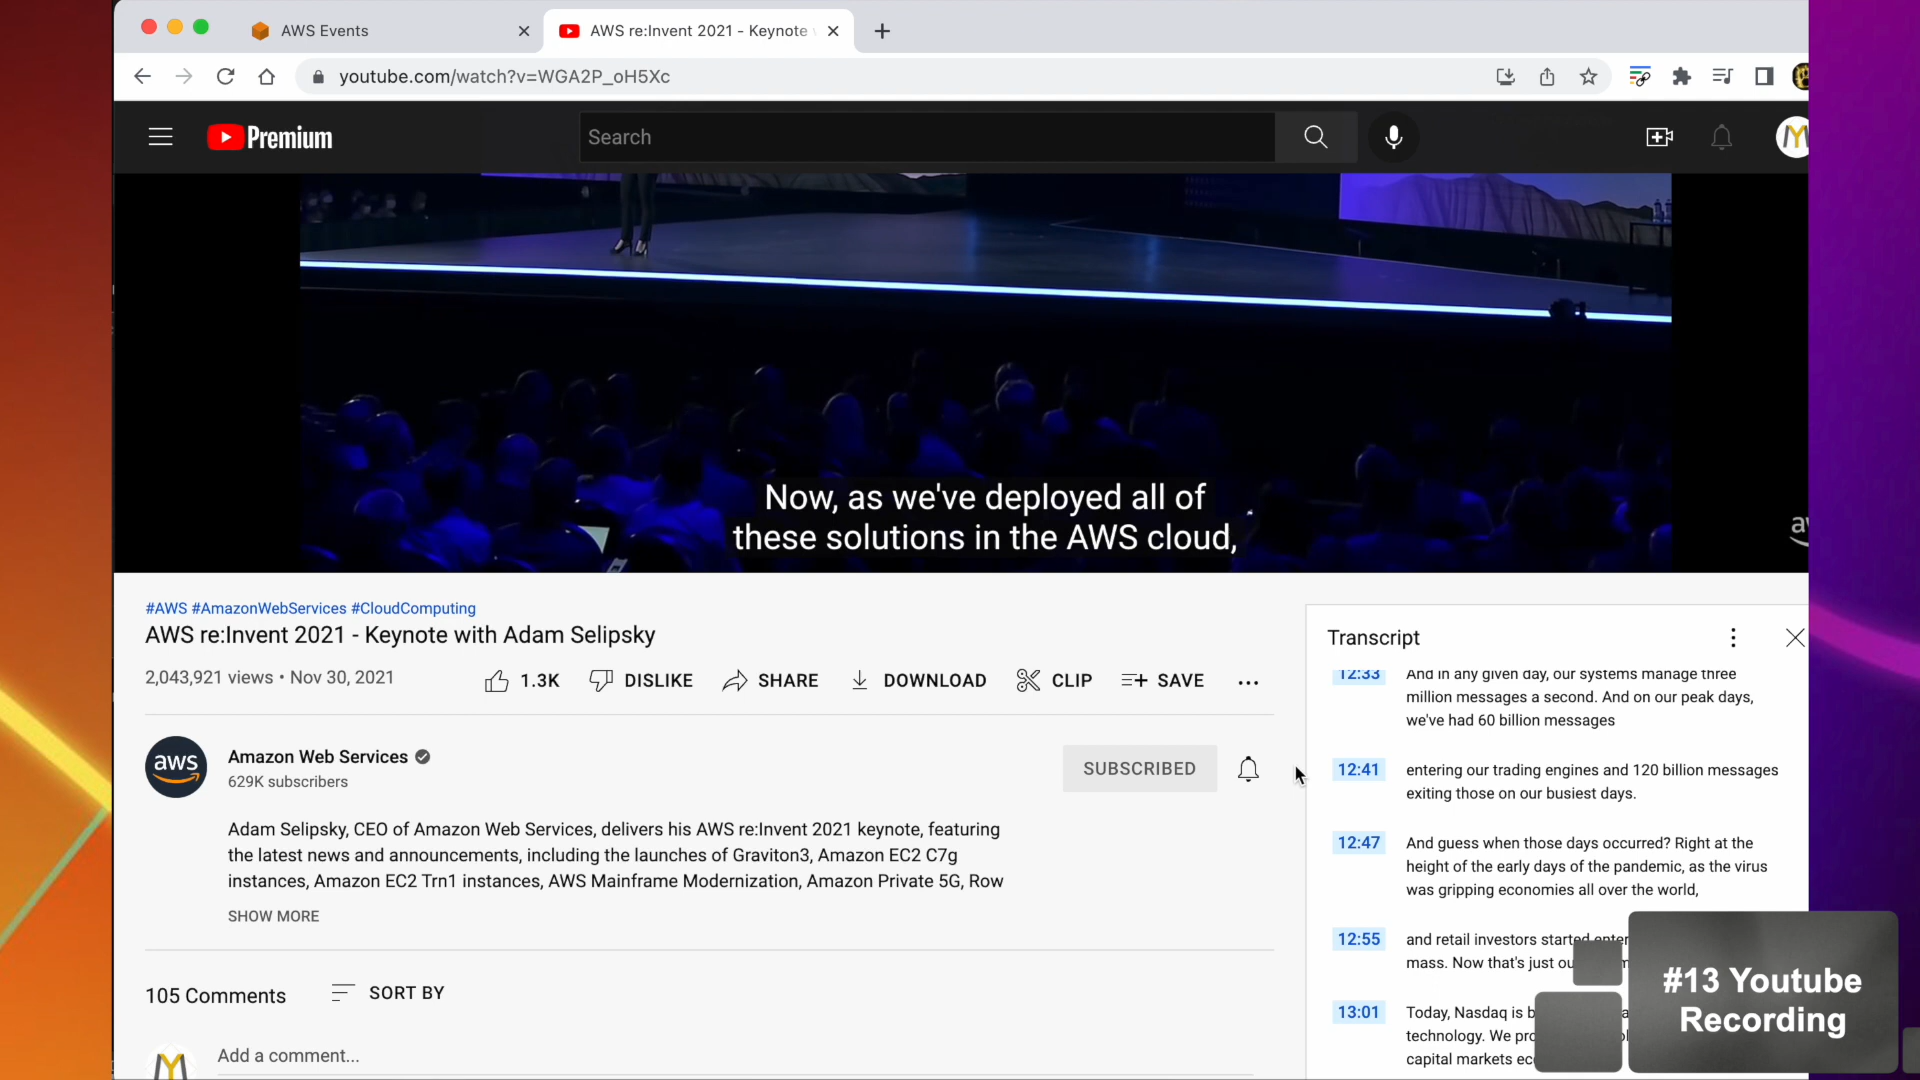 AWS Events
AWS re:Invent 2021 - Keynote
youtube.com/watch?v=WGA2P_oH5Xc
Premium
Search
Now, as we've deployed all of
these solutions in the AWS cloud,
#AWS #AmazonWebServices #CloudComputing
AWS re:Invent 2021 - Keynote with Adam Selipsky
2,043,921 views • Nov 30, 2021
1.3K
DISLIKE
SHARE
DOWNLOAD
CLIP
SAVE
aws
Amazon Web Services
629K subscribers
SUBSCRIBED
Adam Selipsky, CEO of Amazon Web Services, delivers his AWS re:Invent 2021 keynote, featuring
the latest news and announcements, including the launches of Graviton3, Amazon EC2 C7g
instances, Amazon EC2 Trn1 instances, AWS Mainframe Modernization, Amazon Private 5G, Row
SHOW MORE
105 Comments
SORT BY
Add a comment...
Transcript
12:33
And in any given day, our systems manage three
million messages a second. And on our peak days,
we've had 60 billion messages
12:41
entering our trading engines and 120 billion messages
exiting those on our busiest days.
12:47
And guess when those days occurred? Right at the
height of the early days of the pandemic, as the virus
was gripping economies all over the world,
12:55
and retail investors started
mass. Now that's just
13:01
Today, Nasdaq is
technology. We
capital markets
#13 Youtube
Recording